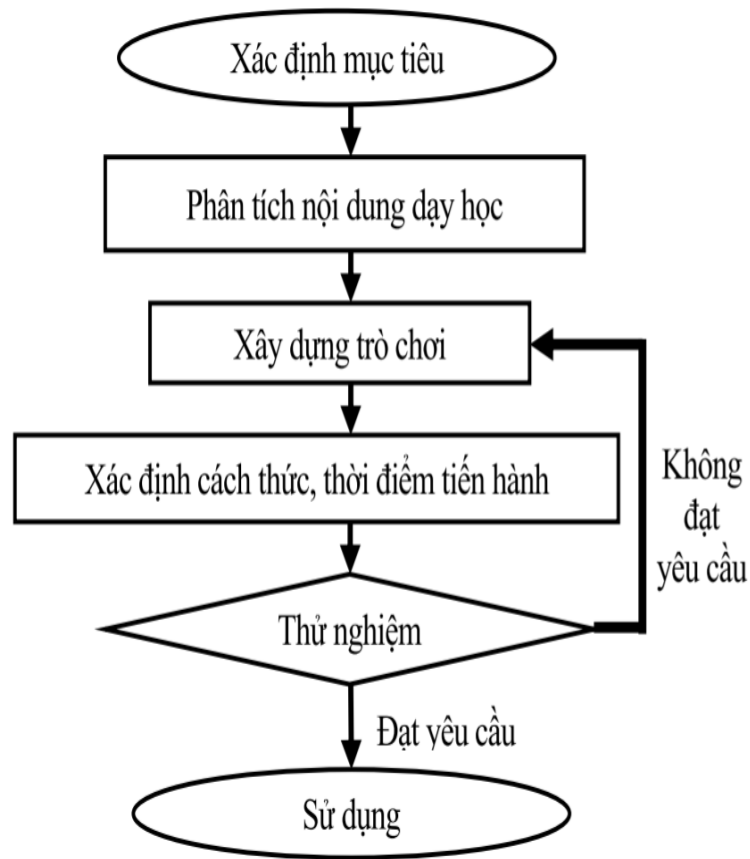 Xác định mục tiêu
Phân tích nội dung dạy học
Xây dựng trò chơi
Xác định cách thức, thời điểm tiến hành
Không
đạt
yêu cầu
Thử nghiệm
Đạt yêu cầu
Sử dụng